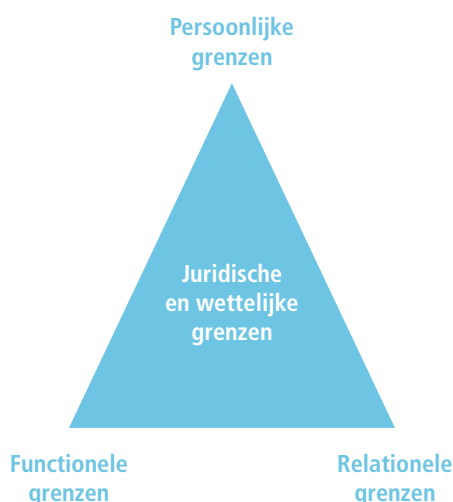 Persoonlijke
grenzen
Juridische
en wettelijke
grenzen
Functionele
grenzen
Relationele
grenzen